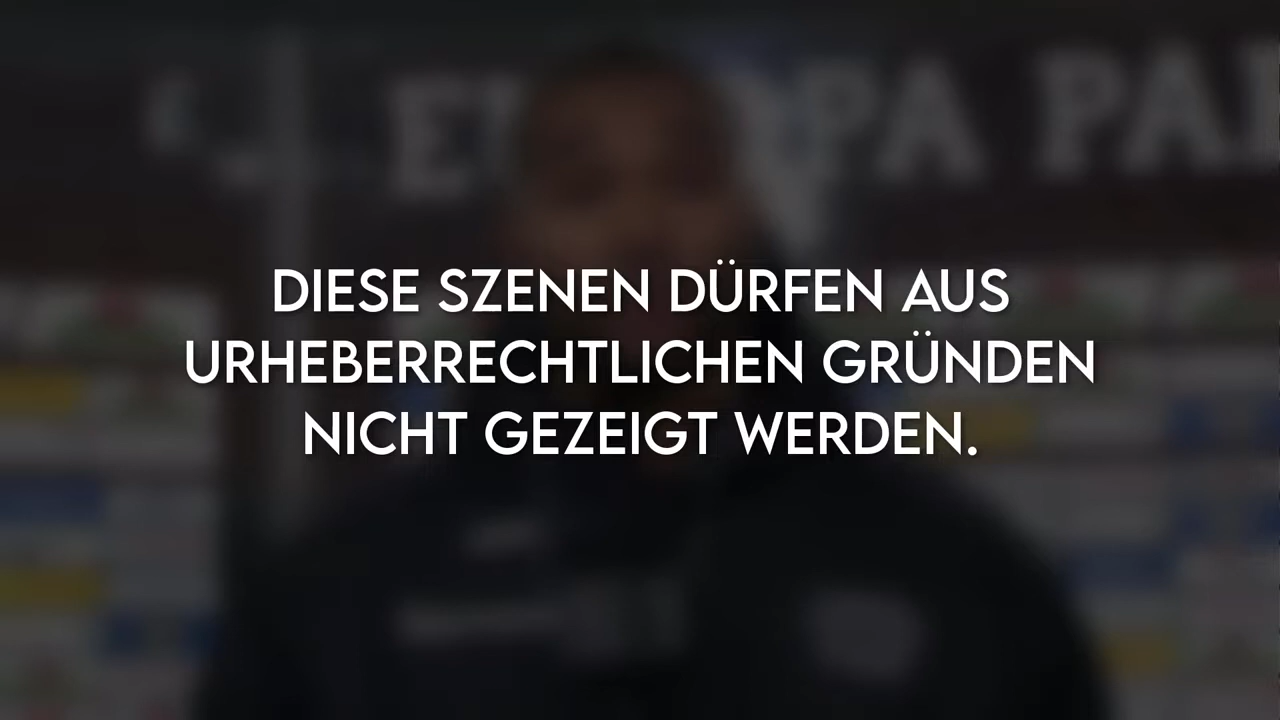 DIESE SZENEN DÜRFEN AUS
URHEBERRECHTLICHEN GRÜNDEN
NICHT GEZEIGT WERDEN.